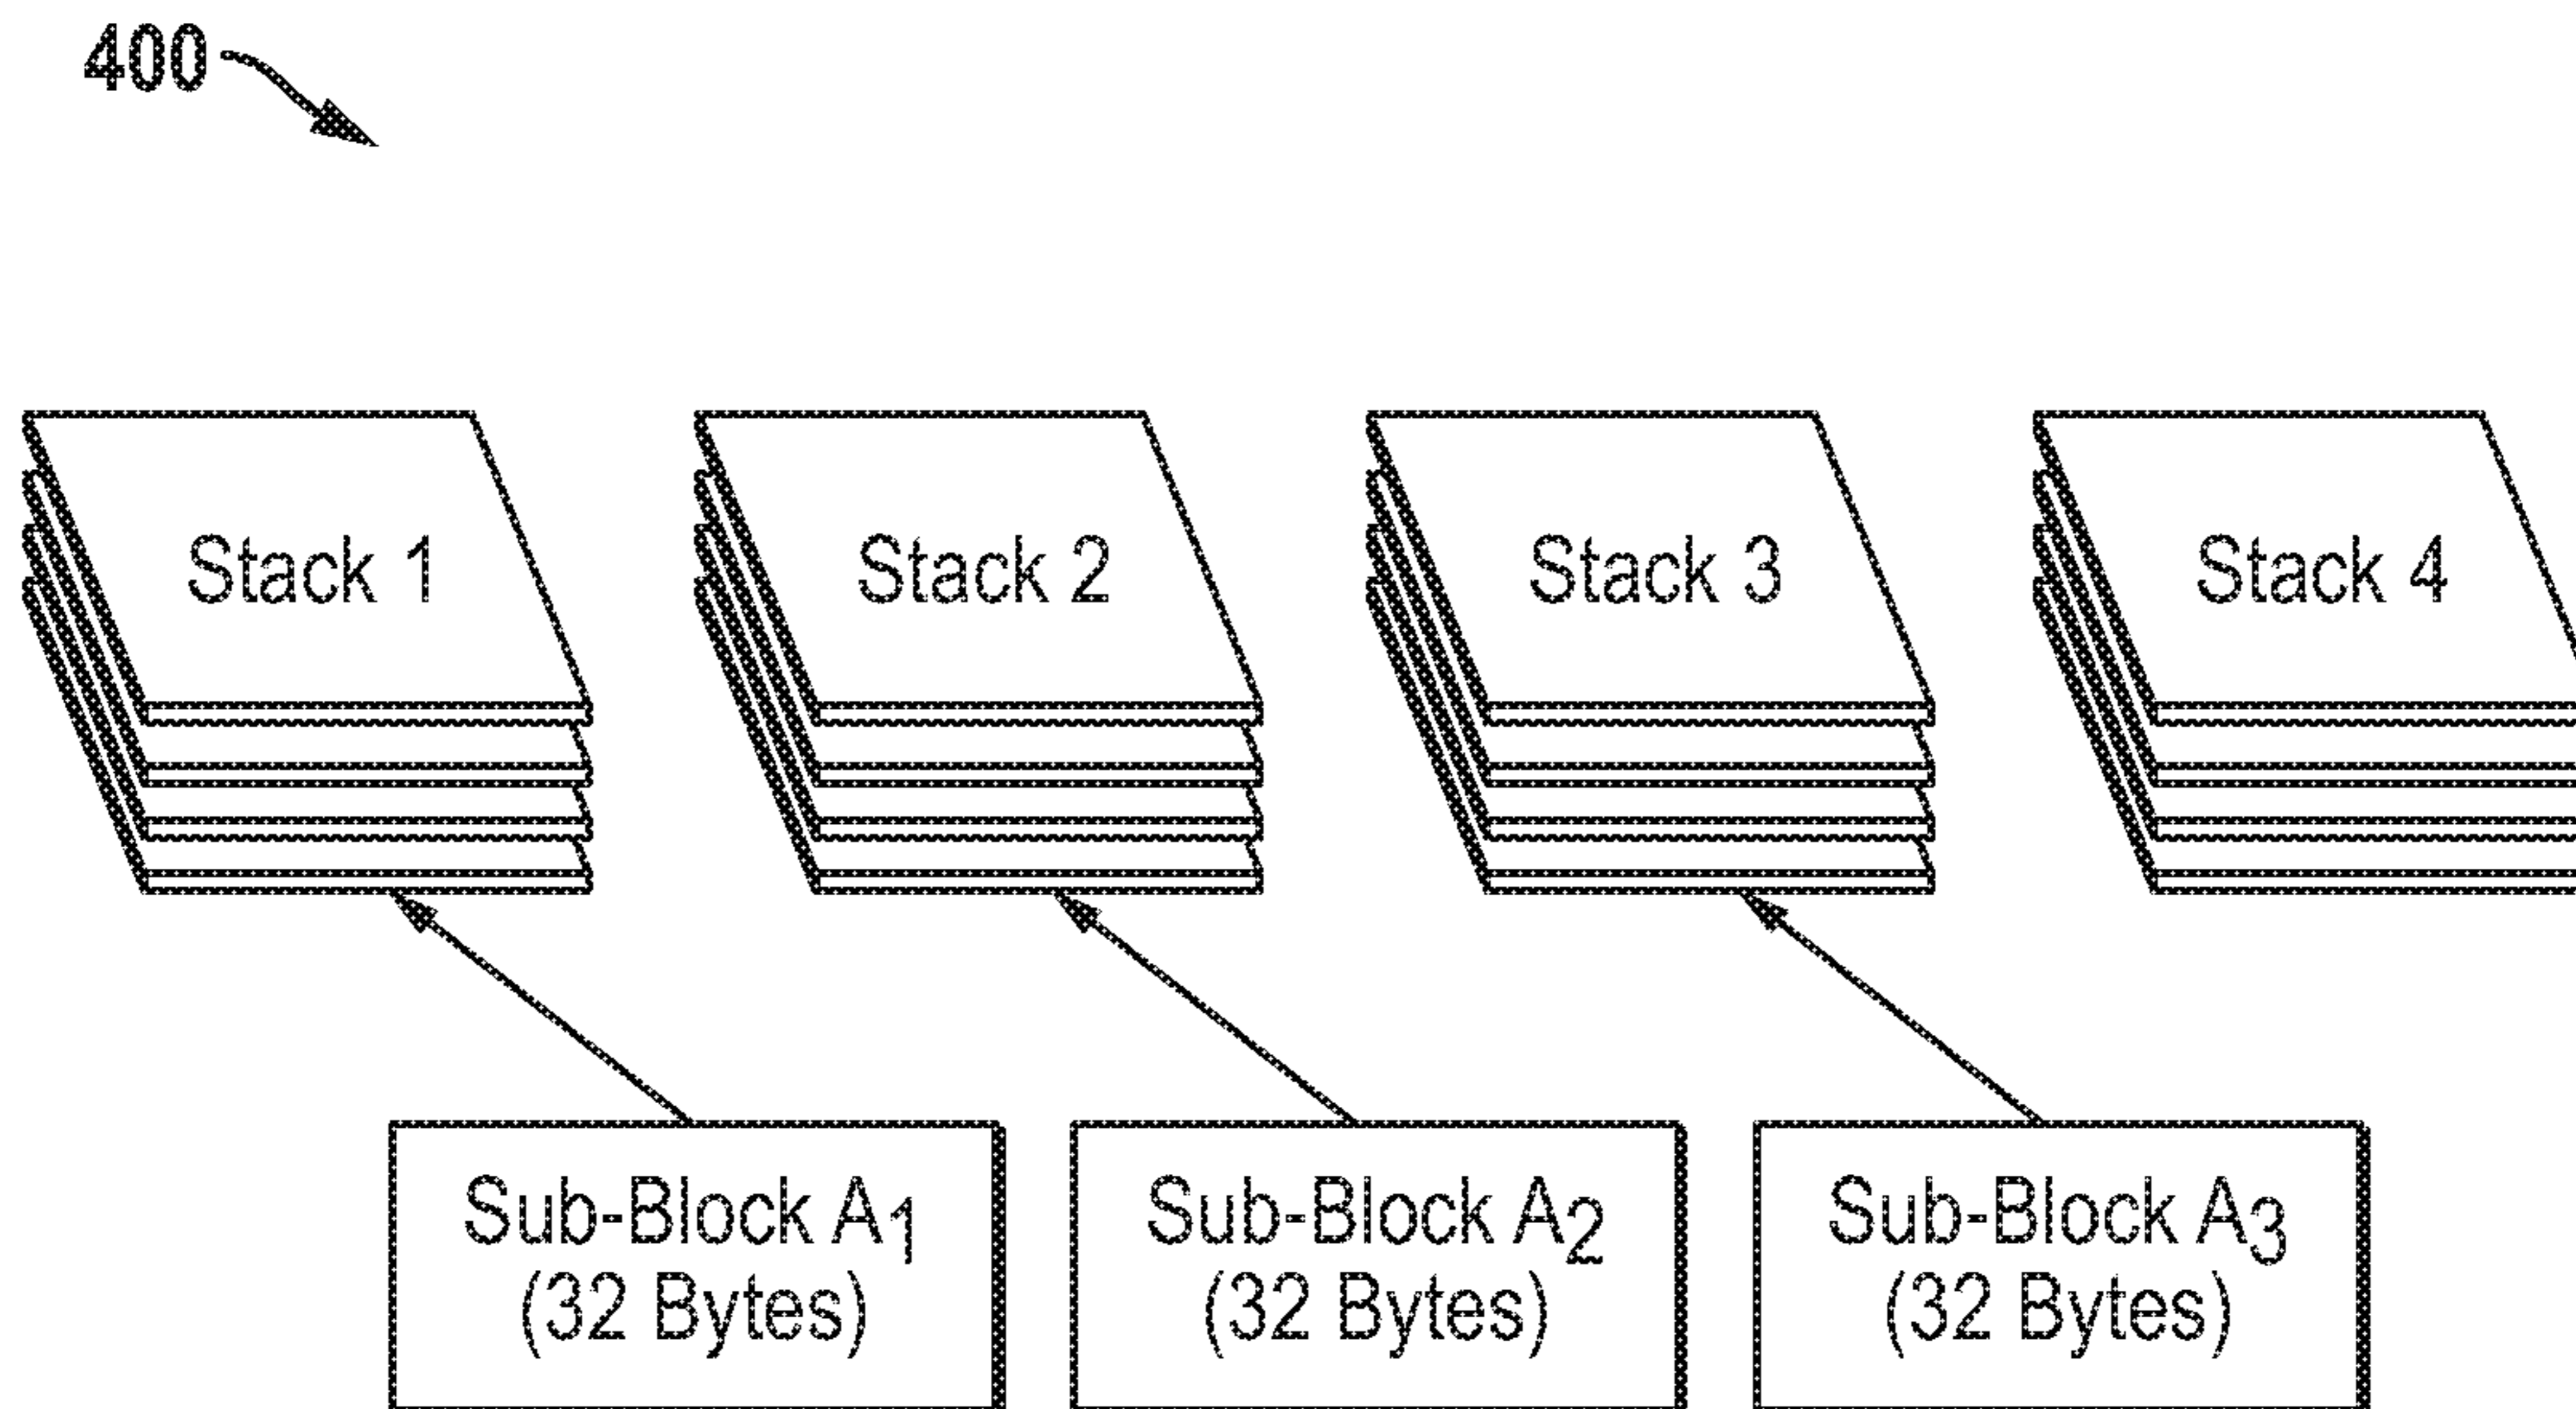 400
Stack 1
Stack 2
Stack 3
Stack 4
Sub-Block A1
(32 Bytes)
Sub-Block A2
(32 Bytes)
Sub-Block A3
(32 Bytes)